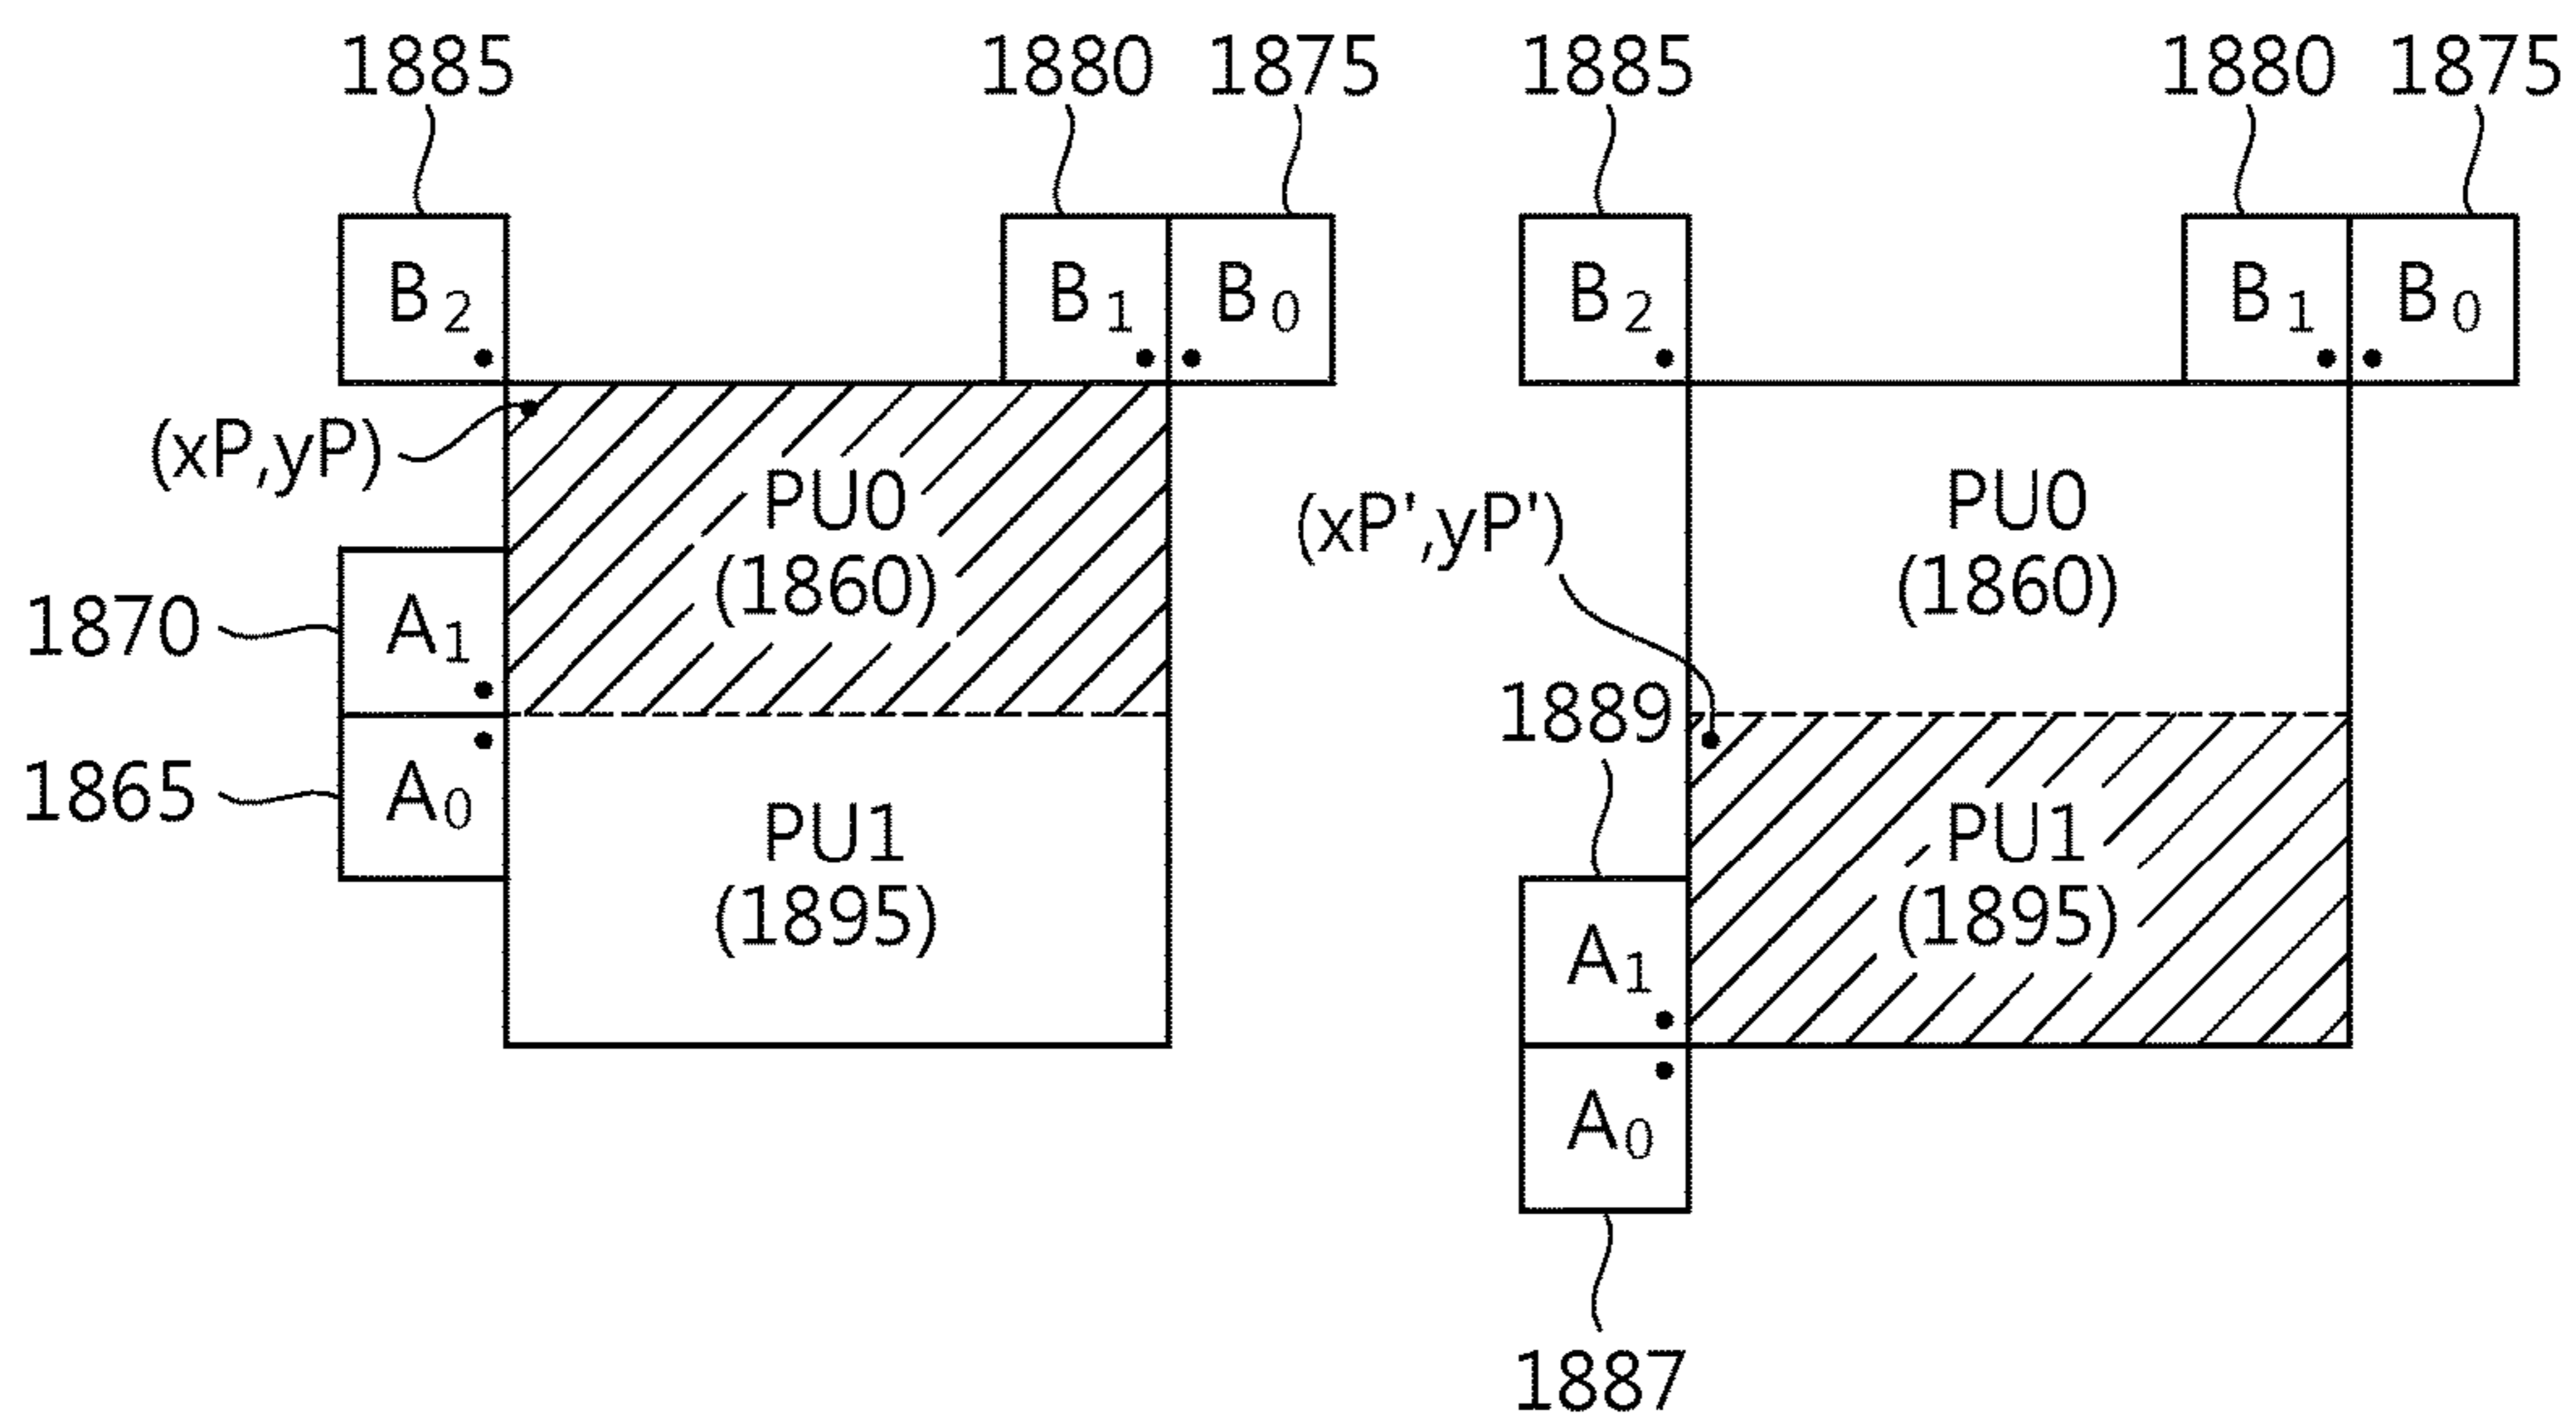 1885 1880 1875
B2 B1 B0
(xP,yP)
PU0
(1860)
1870 A1
1865 A0
PU1
(1895)
1885 1880 1875
B2 B1 B0
PU0
(1860)
(xP',yP')
1889
PU1
(1895)
A1
A0
1887